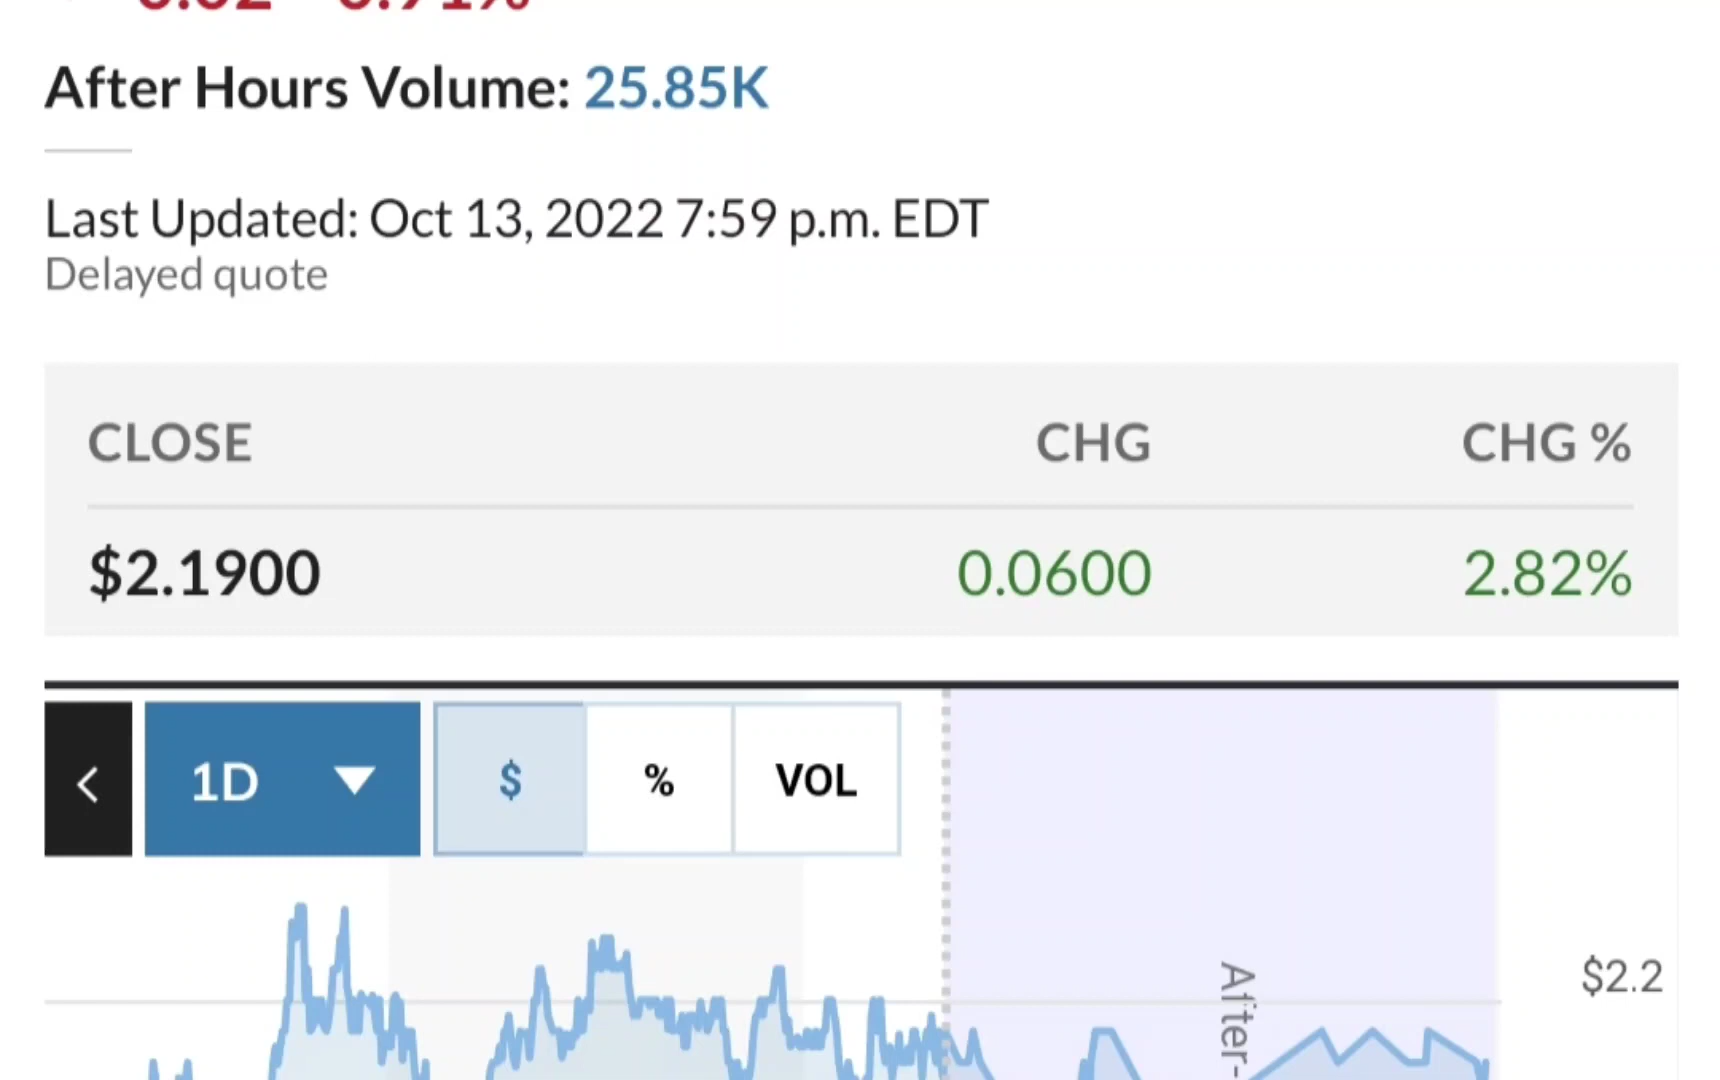 After Hours Volume: 25.85K
Last Updated: Oct 13, 2022 7:59 p.m. EDT
Delayed quote
CLOSE CHG CHG %
$2.1900 0.0600 2.82%
1D $ % VOL
$2.2
After-